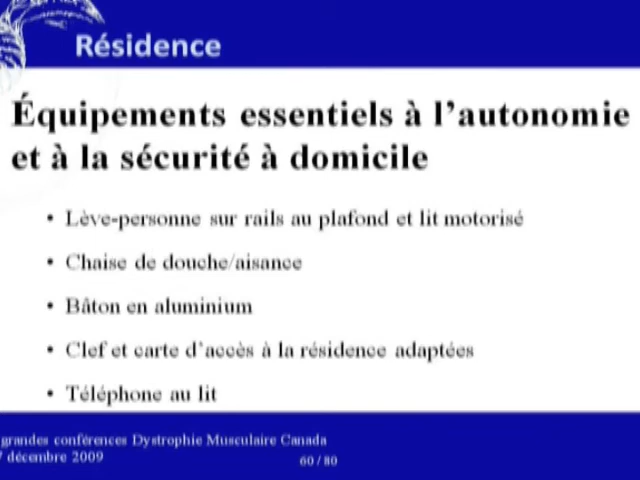 Résidence
Équipements essentiels à l'autonomie
et à la sécurité à domicile
• Lève-personne sur rails au plafond et lit motorisé
• Chaise de douche/aisance
• Bâton en aluminium
• Clef et carte d'accès à la résidence adaptées
• Téléphone au lit
grandes conférences Dystrophie Musculaire Canada
décembre 2009
60 / 80